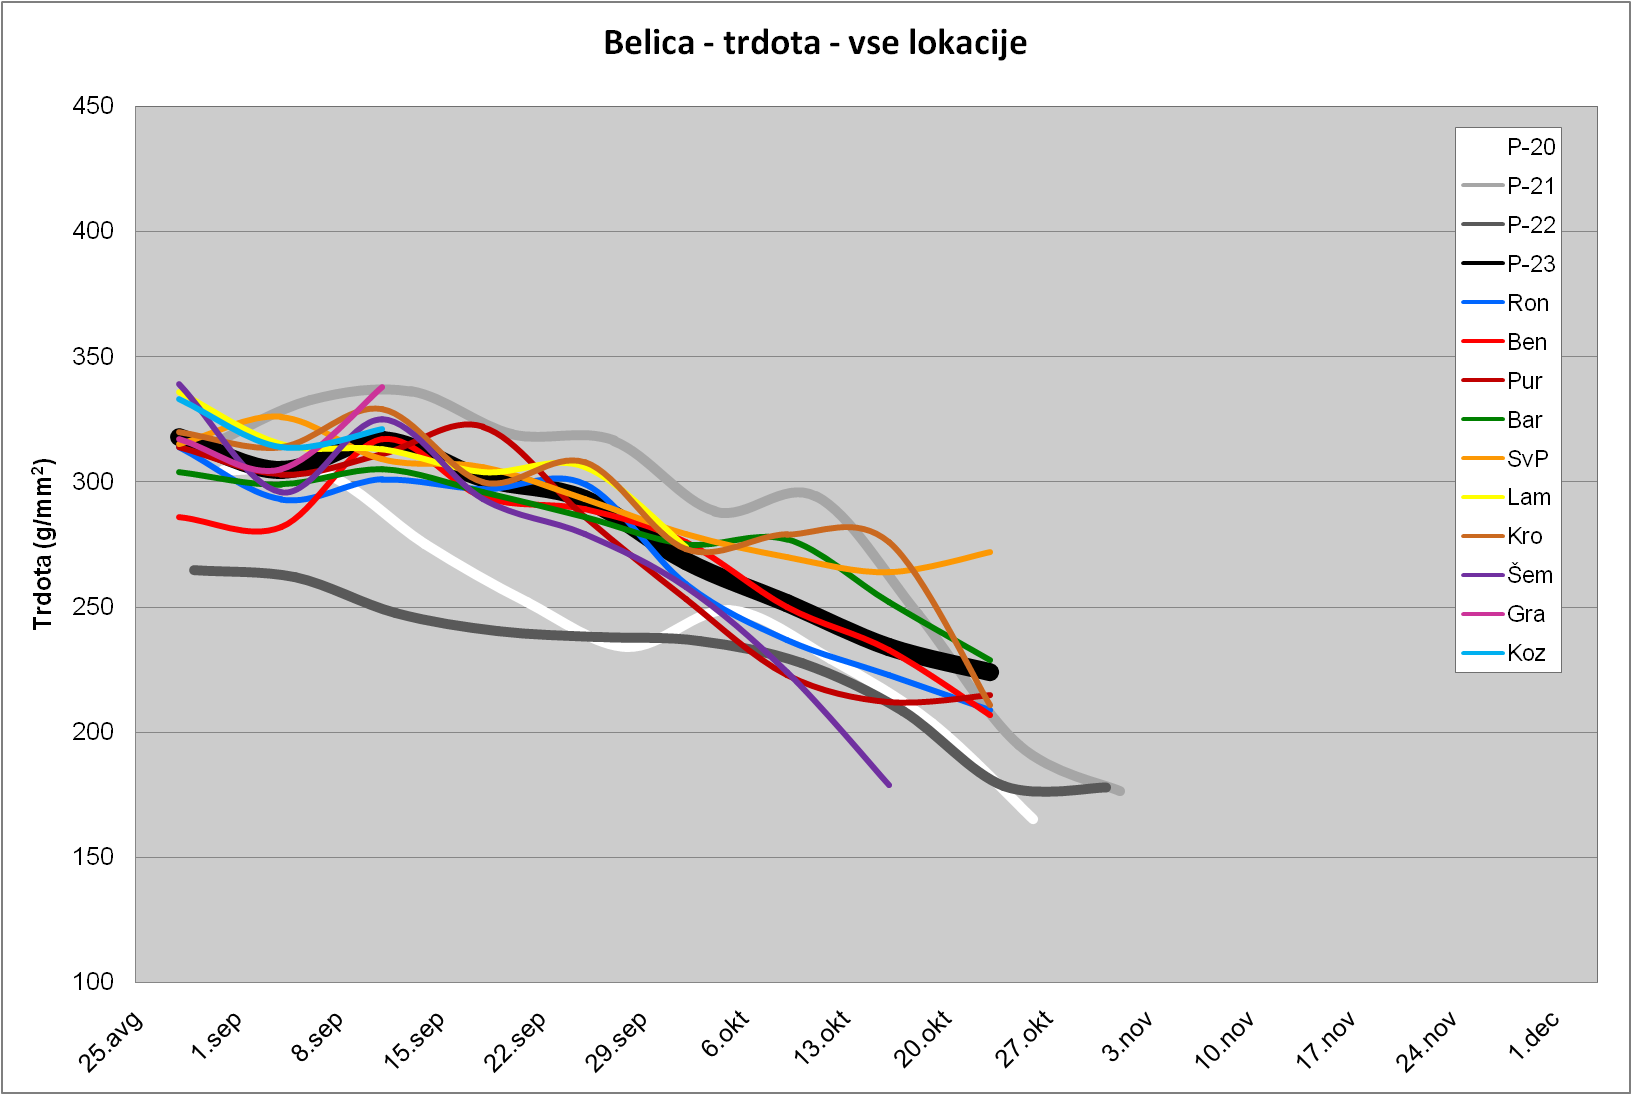 Belica - trdota - vse lokacije
Trdota (g/mm²)
450
400
350
300
250
200
150
100
25.avg
1.sep
8.sep
15.sep
22.sep
29.sep
6.okt
13.okt
20.okt
27.okt
3.nov
10.nov
17.nov
24.nov
1.dec
P-20
P-21
P-22
P-23
Ron
Ben
Pur
Bar
SvP
Lam
Kro
Šem
Gra
Koz